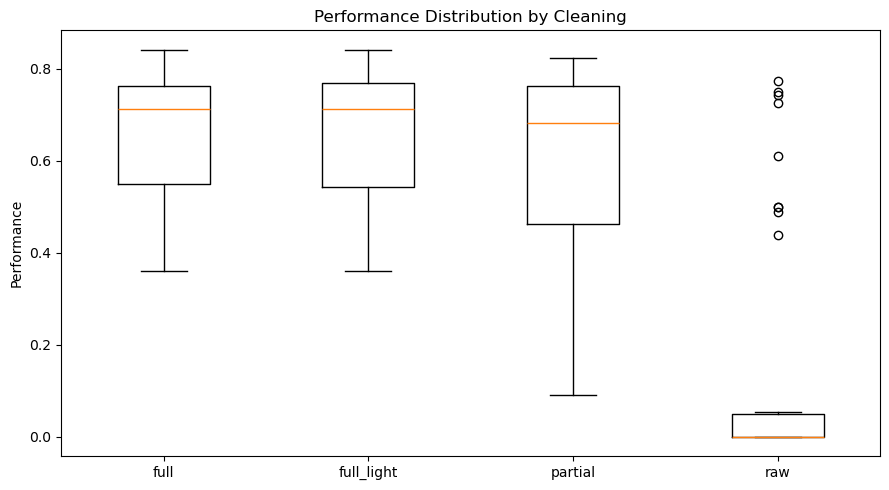 Performance Distribution by Cleaning
Performance
0.8
0.6
0.4
0.2
0.0
full
full_light
partial
raw